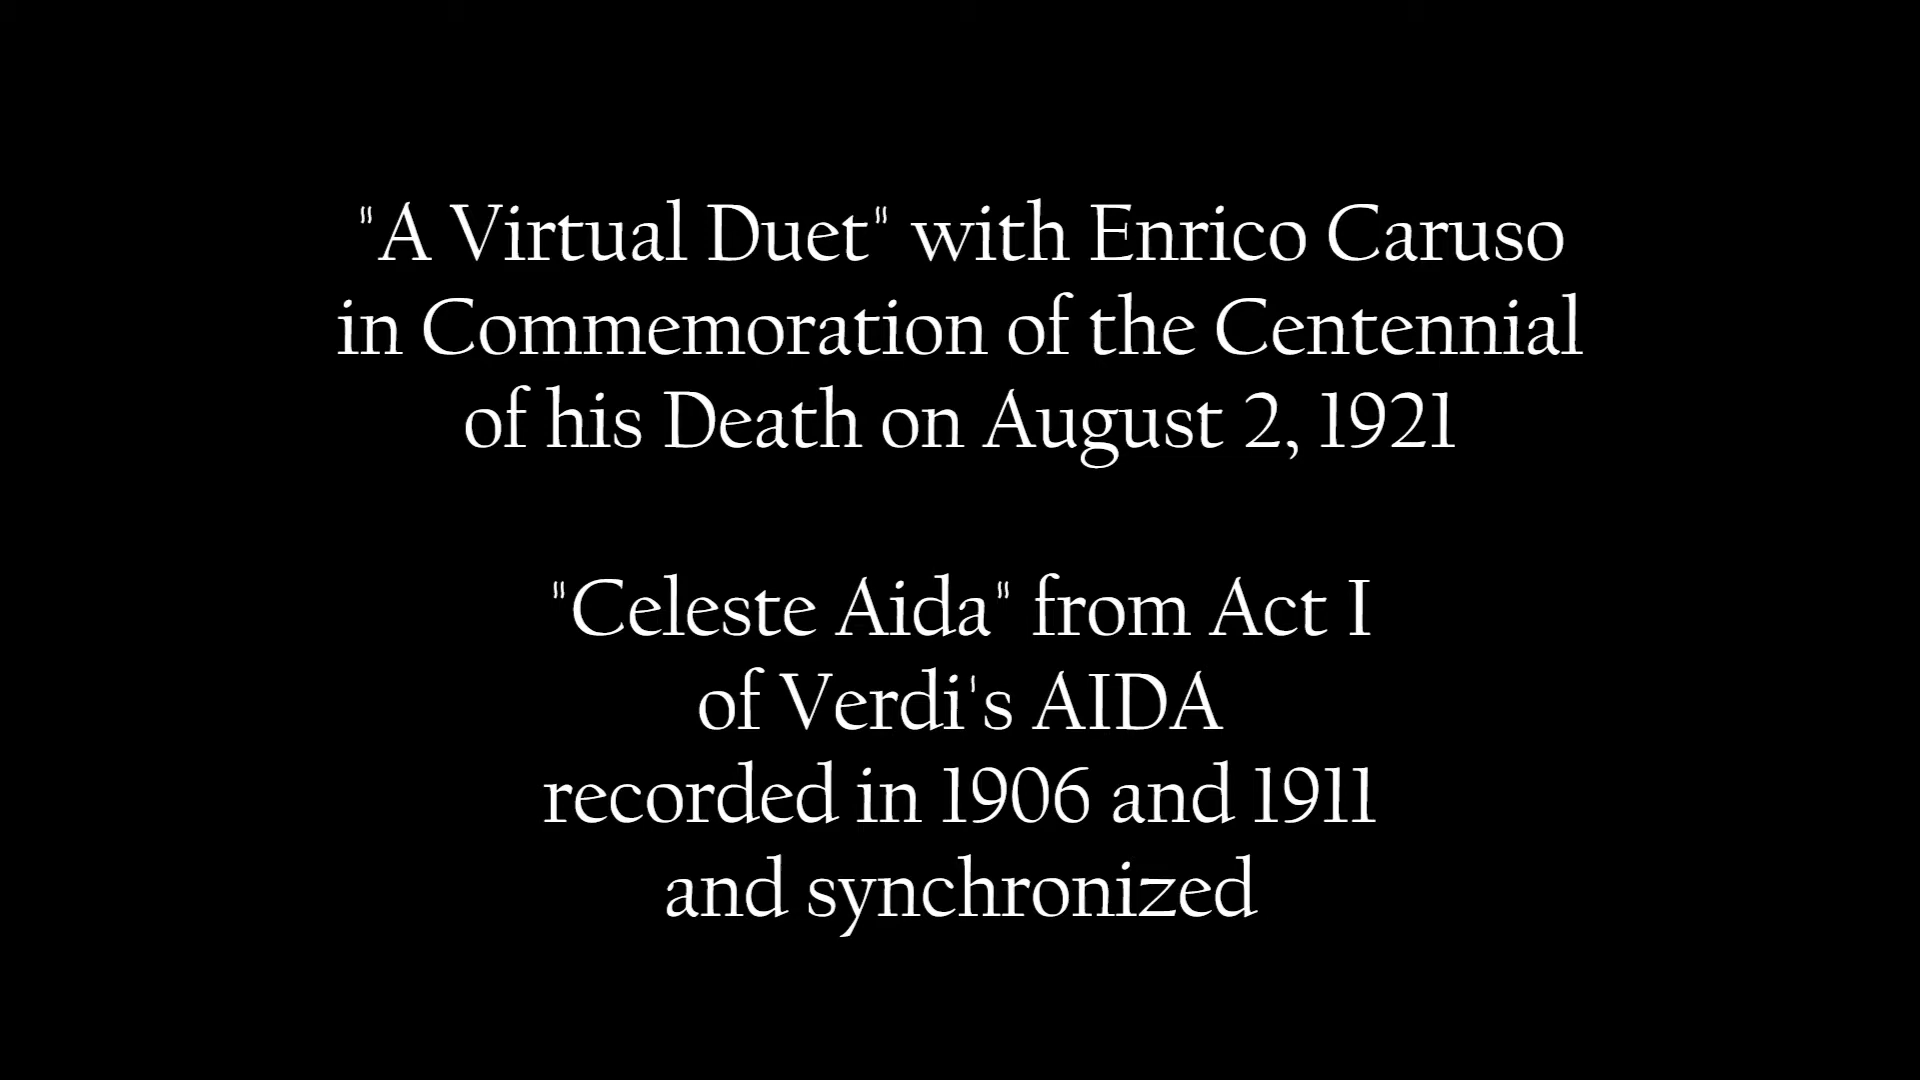 "A Virtual Duet" with Enrico Caruso
in Commemoration of the Centennial
of his Death on August 2, 1921
"Celeste Aida" from Act I
of Verdi's AIDA
recorded in 1906 and 1911
and synchronized